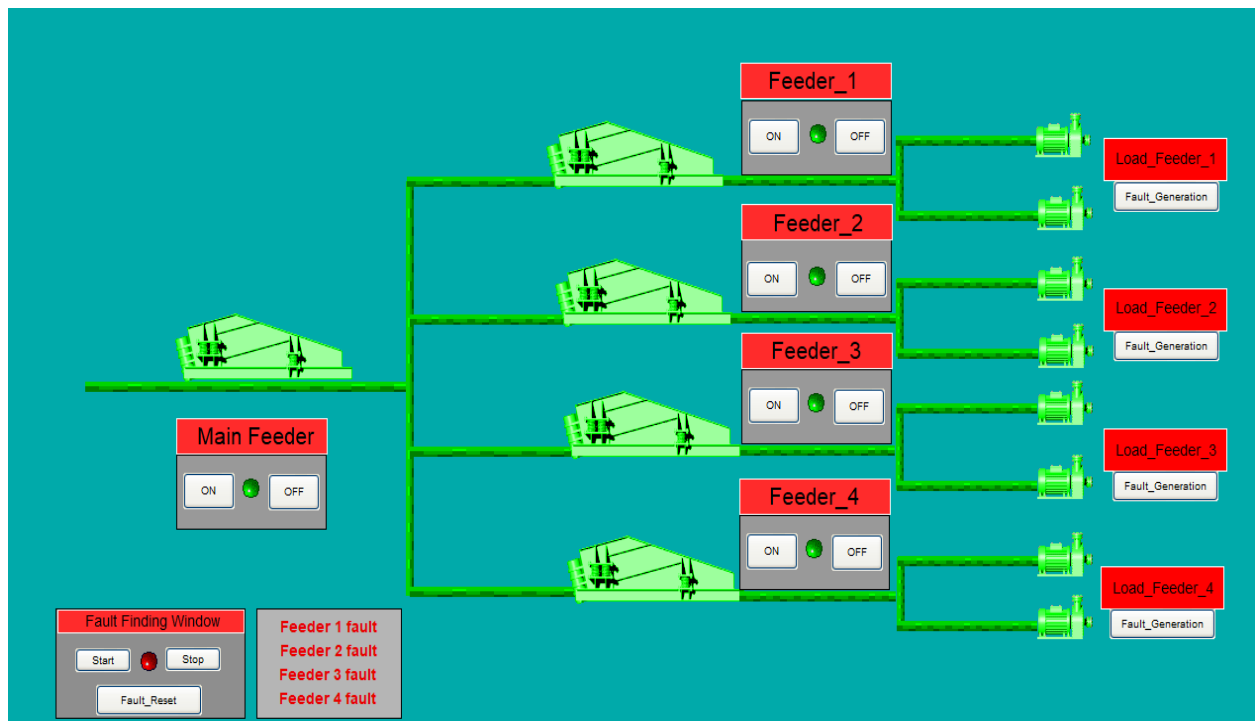 Feeder_1
ON
OFF
Load_Feeder_1
Fault_Generation
Feeder_2
ON
OFF
Load_Feeder_2
Fault_Generation
Feeder_3
ON
OFF
Load_Feeder_3
Fault_Generation
Main Feeder
ON
OFF
Feeder_4
ON
OFF
Load_Feeder_4
Fault_Generation
Fault Finding Window
Start
Stop
Fault_Reset
Feeder 1 fault
Feeder 2 fault
Feeder 3 fault
Feeder 4 fault